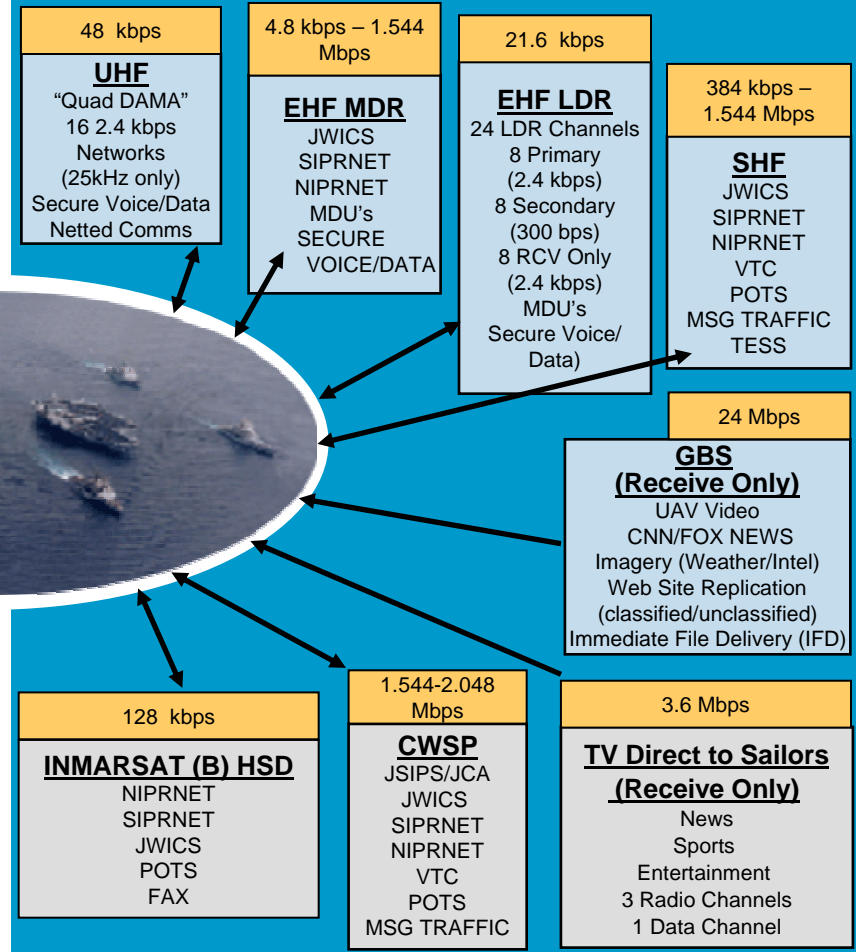 48 kbps
UHF
“Quad DAMA”
16 2.4 kbps
Networks
(25kHz only)
Secure Voice/Data
Netted Comms
4.8 kbps – 1.544
Mbps
EHF MDR
JWICS
SIPRNET
NIPRNET
MDU's
SECURE
VOICE/DATA
21.6 kbps
EHF LDR
24 LDR Channels
8 Primary
(2.4 kbps)
8 Secondary
(300 bps)
8 RCV Only
(2.4 kbps)
MDU's
Secure Voice/
Data)
384 kbps –
1.544 Mbps
SHF
JWICS
SIPRNET
NIPRNET
VTC
POTS
MSG TRAFFIC
TESS
24 Mbps
GBS
(Receive Only)
UAV Video
CNN/FOX NEWS
Imagery (Weather/Intel)
Web Site Replication
(classified/unclassified)
Immediate File Delivery (IFD)
128 kbps
INMARSAT (B) HSD
NIPRNET
SIPRNET
JWICS
POTS
FAX
1.544-2.048
Mbps
CWSP
JSIPS/JCA
JWICS
SIPRNET
NIPRNET
VTC
POTS
MSG TRAFFIC
3.6 Mbps
TV Direct to Sailors
(Receive Only)
News
Sports
Entertainment
3 Radio Channels
1 Data Channel